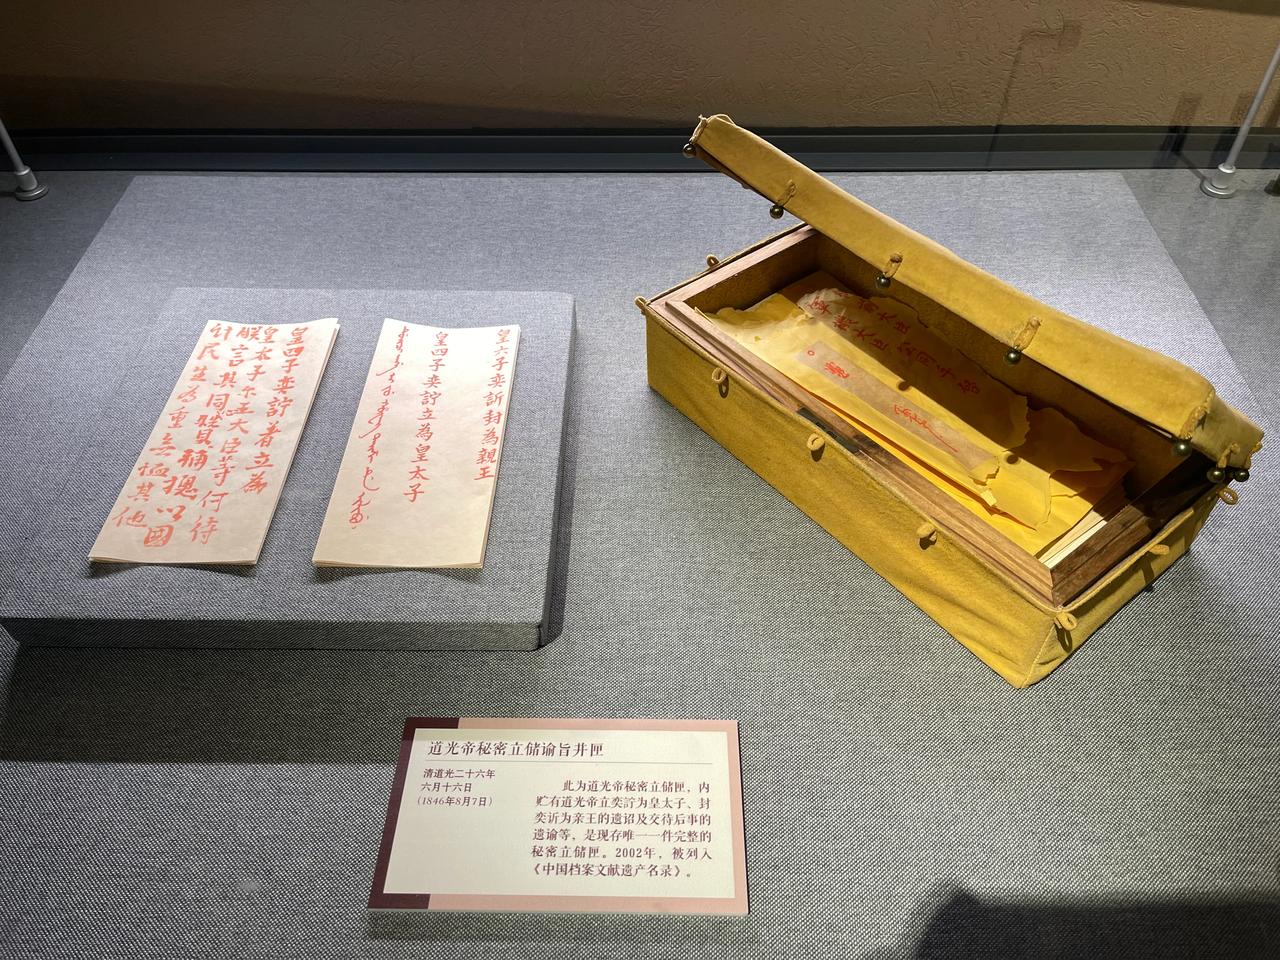 皇四子奕詝著立為
皇太子尔王大臣等何待
朕言其同心贊輔總以國
計民生為重無恤其他
皇六子奕訢封為親王
皇四子奕詝立為皇太子
道光帝秘密立储谕旨并匣
清道光二十六年
六月十六日
(1846年8月7日)
此为道光帝秘密立储匣，内
贮有道光帝立奕詝为皇太子、封
奕䜣为亲王的遗诏及交待后事的
遗谕等，是现存唯一一件完整的
秘密立储匣。2002年，被列入
《中国档案文献遗产名录》。